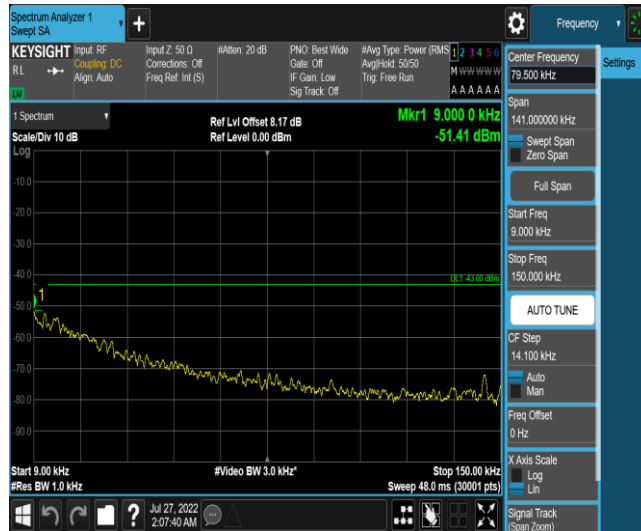 Spectrum Analyzer 1
Swept SA
Frequency
KEYSIGHT
R L
LXI
Input: RF
Coupling: DC
Align: Auto
Input Z: 50 Ω
Corrections: Off
Freq Ref: Int (S)
#Atten: 20 dB
PNO: Best Wide
Gate: Off
IF Gain: Low
Sig Track: Off
#Avg Type: Power (RMS
Avg|Hold: 50/50
Trig: Free Run
1 2 3 4 5 6
M W W W W W
A A A A A A
1 Spectrum
Scale/Div 10 dB
Log
Ref Lvl Offset 8.17 dB
Ref Level 0.00 dBm
Mkr1 9.000 0 kHz
-51.41 dBm
-10.0
-20.0
-30.0
-40.0
-50.0
-60.0
-70.0
-80.0
-90.0
DL1 -43.00 dBm
1
Start 9.00 kHz
#Res BW 1.0 kHz
#Video BW 3.0 kHz*
Stop 150.00 kHz
Sweep 48.0 ms (30001 pts)
Jul 27, 2022
2:07:40 AM
Center Frequency
79.500 kHz
Settings
Span
141.000000 kHz
Swept Span
Zero Span
Full Span
Start Freq
9.000 kHz
Stop Freq
150.000 kHz
AUTO TUNE
CF Step
14.100 kHz
Auto
Man
Freq Offset
0 Hz
X Axis Scale
Log
Lin
Signal Track
(Span Zoom)